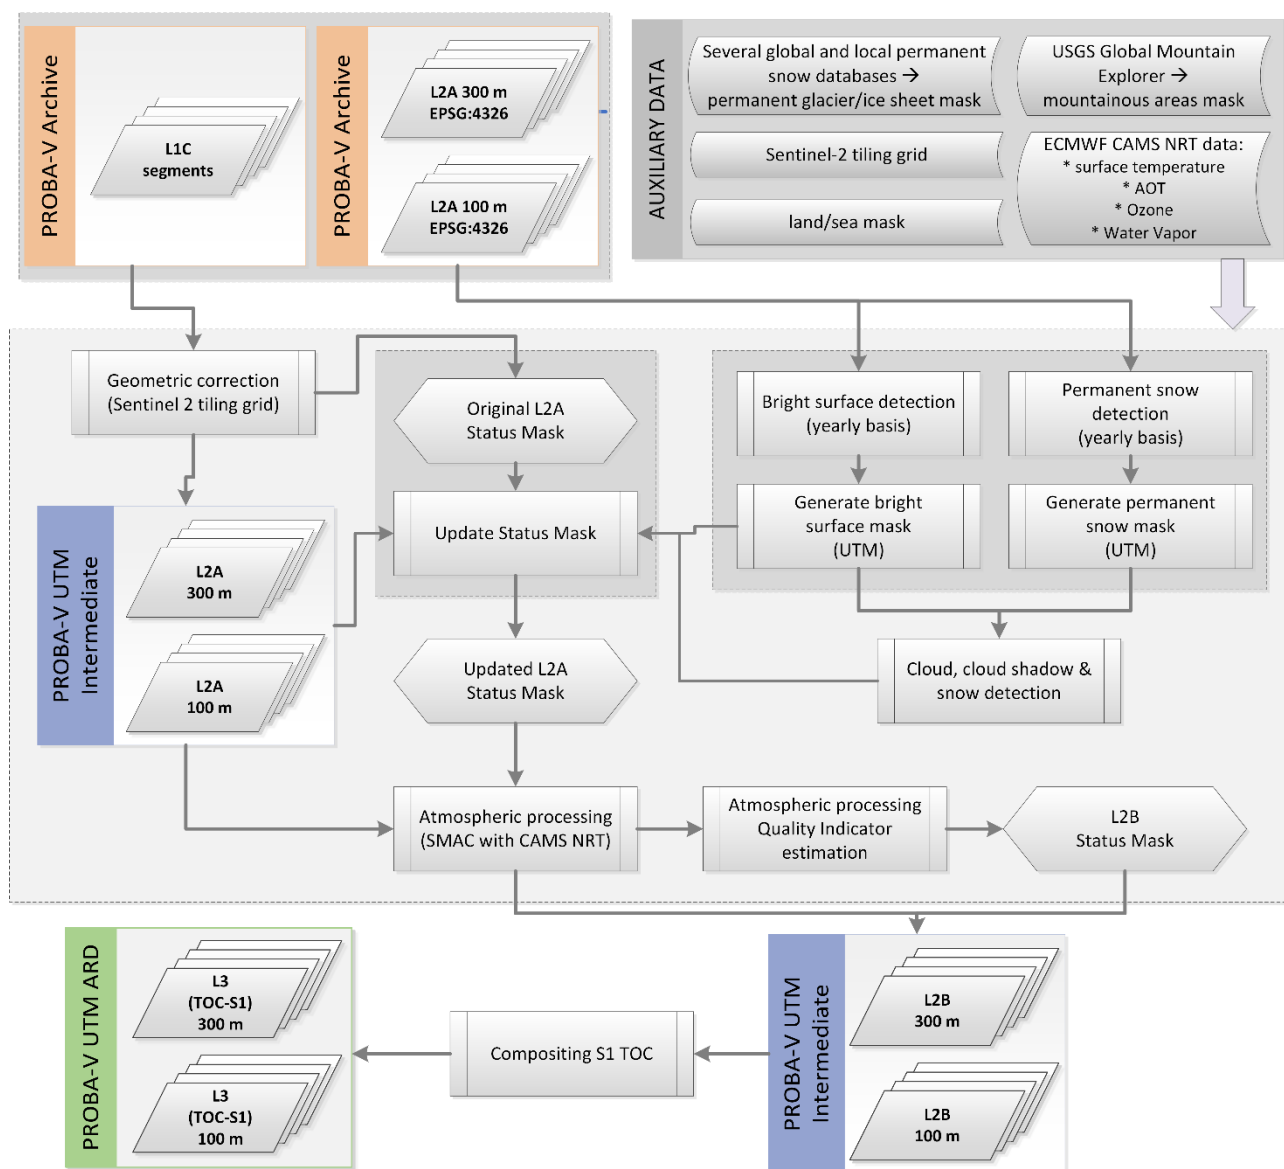 PROBA-V Archive
L1C
segments
PROBA-V Archive
L2A 300 m
EPSG:4326
L2A 100 m
EPSG:4326
AUXILIARY DATA
Several global and local permanent
snow databases →
permanent glacier/ice sheet mask
Sentinel-2 tiling grid
land/sea mask
USGS Global Mountain
Explorer →
mountainous areas mask
ECMWF CAMS NRT data:
* surface temperature
* AOT
* Ozone
* Water Vapor
Geometric correction
(Sentinel 2 tiling grid)
Original L2A
Status Mask
Bright surface detection
(yearly basis)
Permanent snow
detection
(yearly basis)
Update Status Mask
Generate bright
surface mask
(UTM)
Generate permanent
snow mask
(UTM)
PROBA-V UTM
Intermediate
L2A
300 m
L2A
100 m
Updated L2A
Status Mask
Cloud, cloud shadow &
snow detection
Atmospheric processing
(SMAC with CAMS NRT)
Atmospheric processing
Quality Indicator
estimation
L2B
Status Mask
PROBA-V UTM ARD
L3
(TOC-S1)
300 m
L3
(TOC-S1)
100 m
Compositing S1 TOC
PROBA-V UTM
Intermediate
L2B
300 m
L2B
100 m